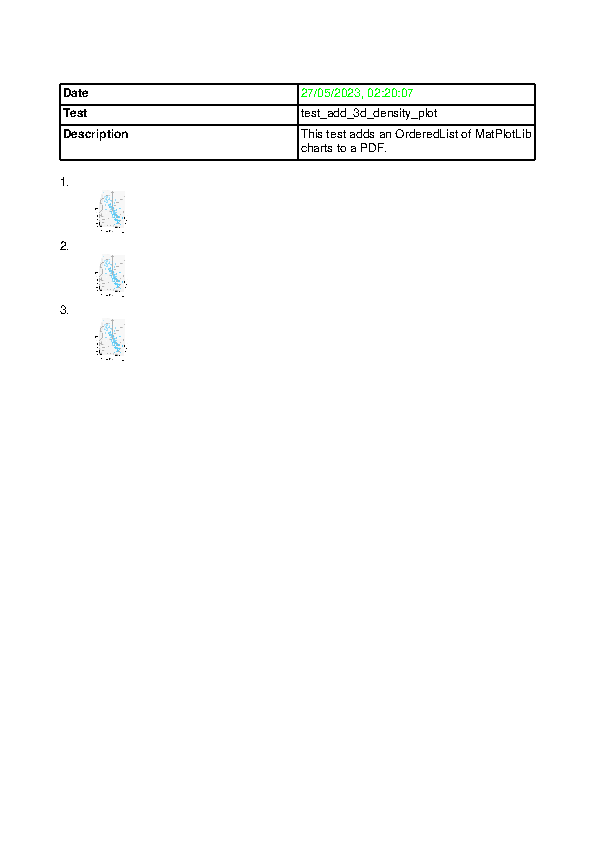 Date 27/05/2023, 02:20:07
Test test_add_3d_density_plot
Description This test adds an OrderedList of MatPlotLib
charts to a PDF.
1.
2.
3.